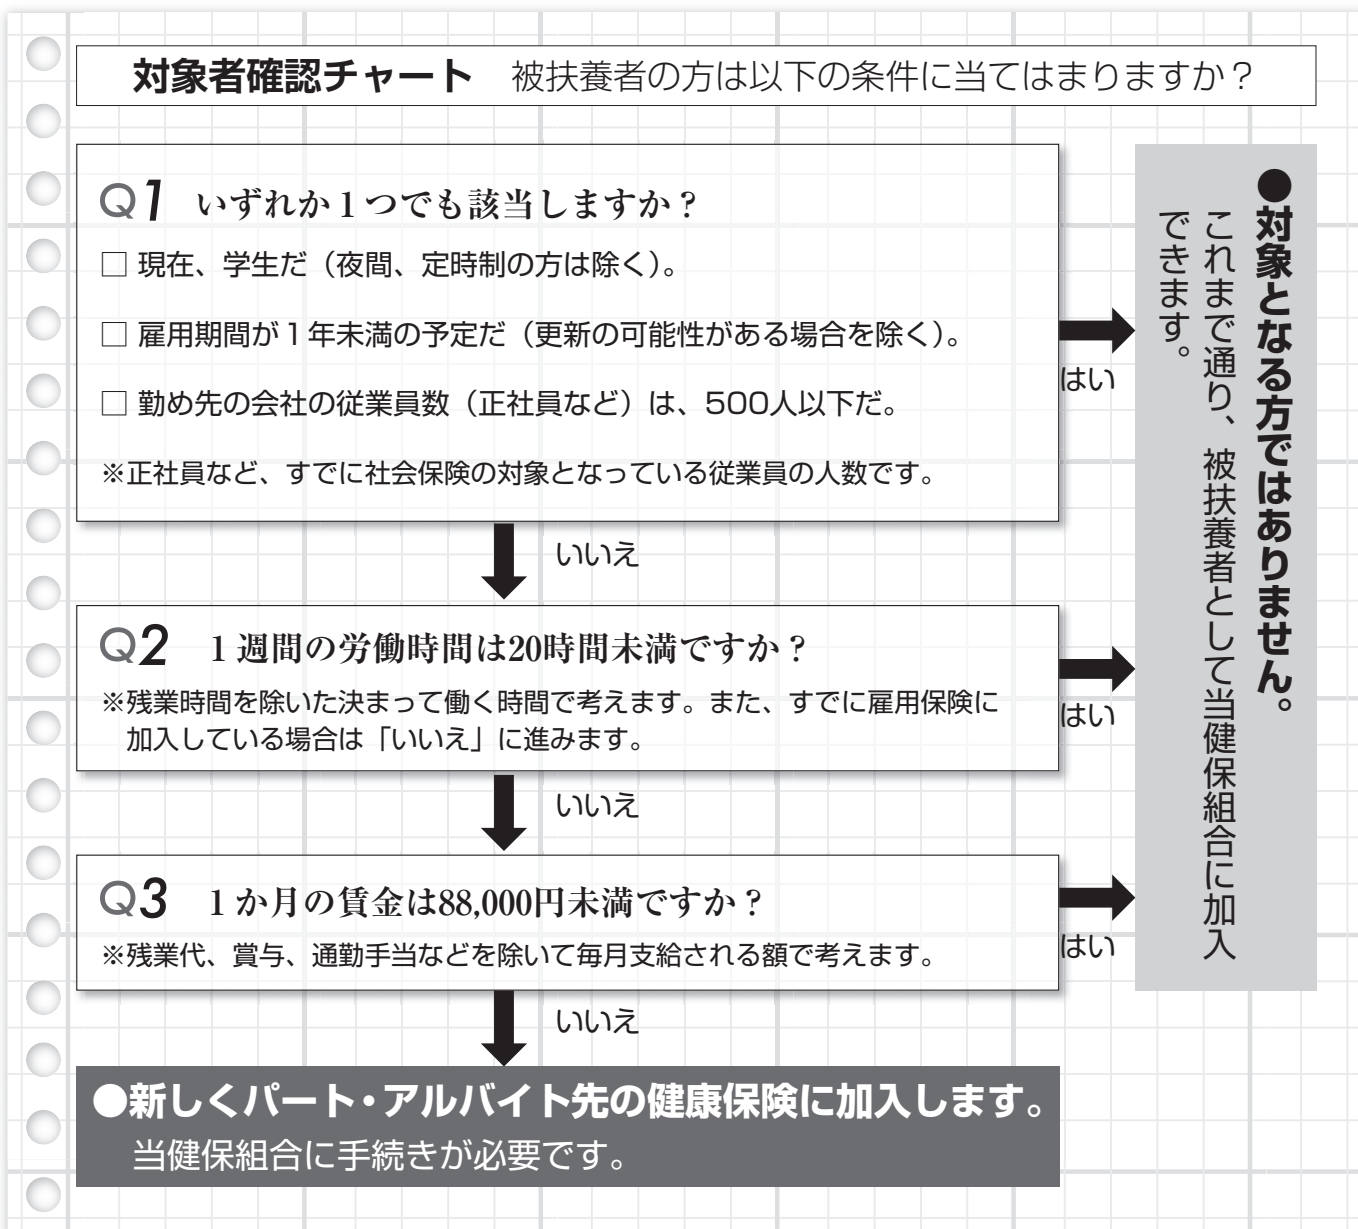 対象者確認チャート 被扶養者の方は以下の条件に当てはまりますか？
Q1 いずれか１つでも該当しますか？
□ 現在、学生だ（夜間、定時制の方は除く）。
□ 雇用期間が１年未満の予定だ（更新の可能性がある場合を除く）。
□ 勤め先の会社の従業員数（正社員など）は、500人以下だ。
※正社員など、すでに社会保険の対象となっている従業員の人数です。
はい
いいえ
Q2 １週間の労働時間は20時間未満ですか？
※残業時間を除いた決まって働く時間で考えます。また、すでに雇用保険に
加入している場合は「いいえ」に進みます。
はい
いいえ
Q3 １か月の賃金は88,000円未満ですか？
※残業代、賞与、通勤手当などを除いて毎月支給される額で考えます。
はい
いいえ
●対象となる方ではありません。
これまで通り、被扶養者として当健保組合に加入
できます。
●新しくパート・アルバイト先の健康保険に加入します。
当健保組合に手続きが必要です。